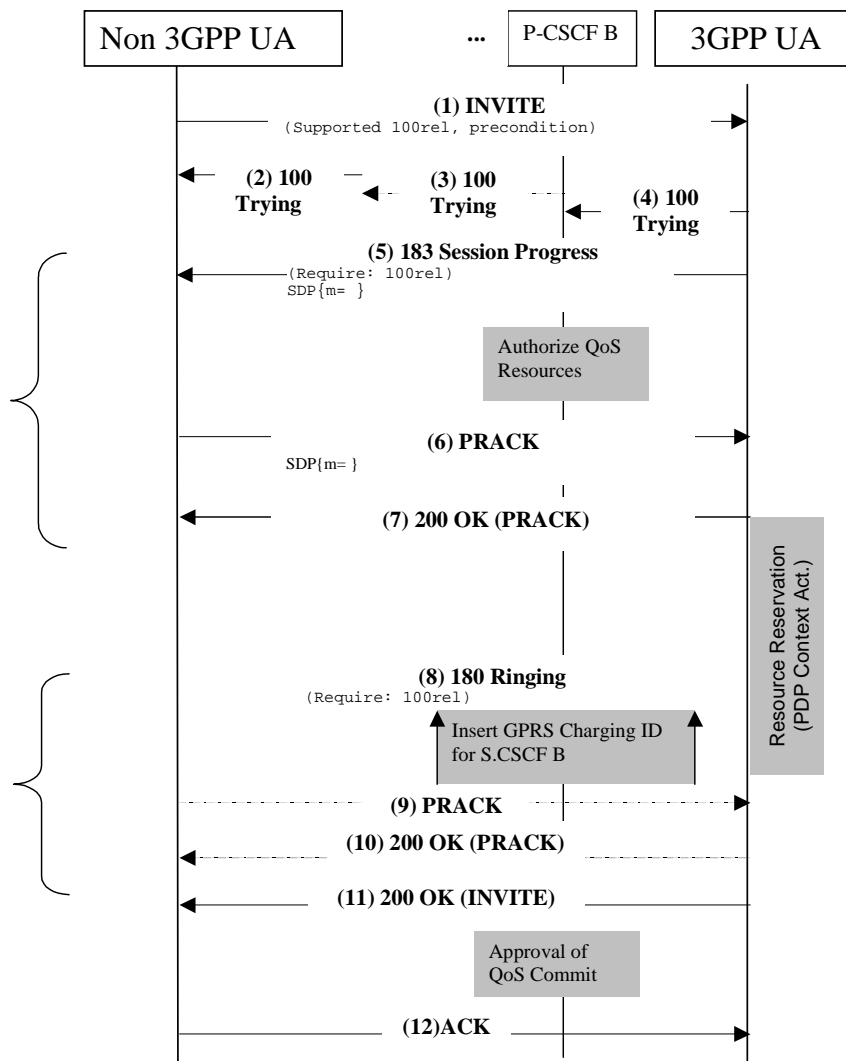 Non 3GPP UA
...
P-CSCF B
3GPP UA
(1) INVITE
(Supported 100rel, precondition)
(2) 100
Trying
(3) 100
Trying
(4) 100
Trying
(5) 183 Session Progress
(Require: 100rel)
SDP{m= }
Authorize QoS
Resources
(6) PRACK
SDP{m= }
(7) 200 OK (PRACK)
Resource Reservation
(PDP Context Act.)
(8) 180 Ringing
(Require: 100rel)
Insert GPRS Charging ID
for S.CSCF B
(9) PRACK
(10) 200 OK (PRACK)
(11) 200 OK (INVITE)
Approval of
QoS Commit
(12)ACK